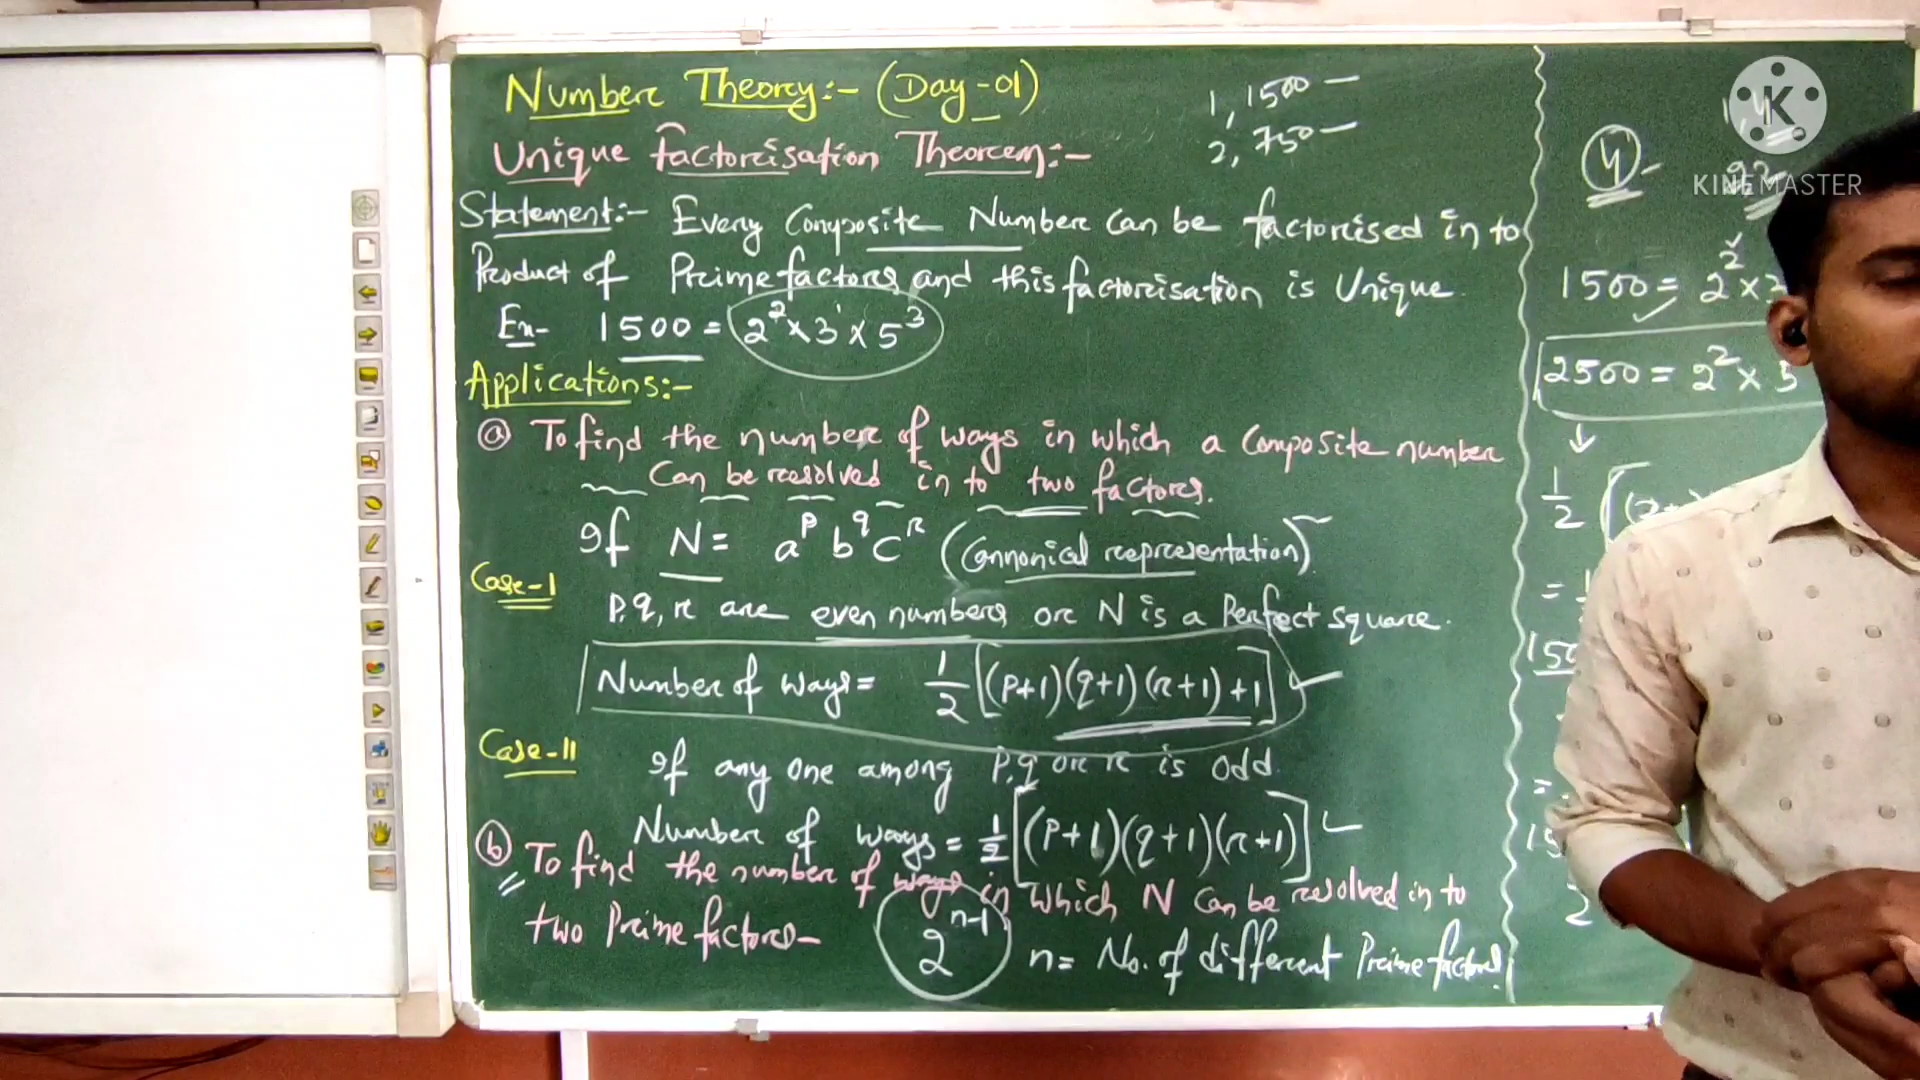 Number Theory:- (Day-01)
1, 1500 —
2, 750 —
Unique Factorisation Theorem:-
Statement:- Every Composite Number can be factorised in to
Product of Prime factors and this factorisation is Unique
Ex- 1500 = 2² × 3¹ × 5³
Applications:-
(a) To find the number of ways in which a Composite number
Can be resolved in to two factors.
If N = a^p b^q c^r (Cannonical representation)
Case-I
P, q, r are even numbers or N is a Perfect square.
Number of ways = 1/2 [(P+1)(q+1)(r+1)+1]
Case-II
If any one among P, q or r is odd.
Number of ways = 1/2 [(P+1)(q+1)(r+1)]
(b) To find the number of ways in which N can be resolved in to
two Prime factors-
2^(n-1) n = No. of different Prime factors
4
1500 = 2² ×
2500 = 2² × 5
1/2
=
150
=
15
2
K
KINEMASTER